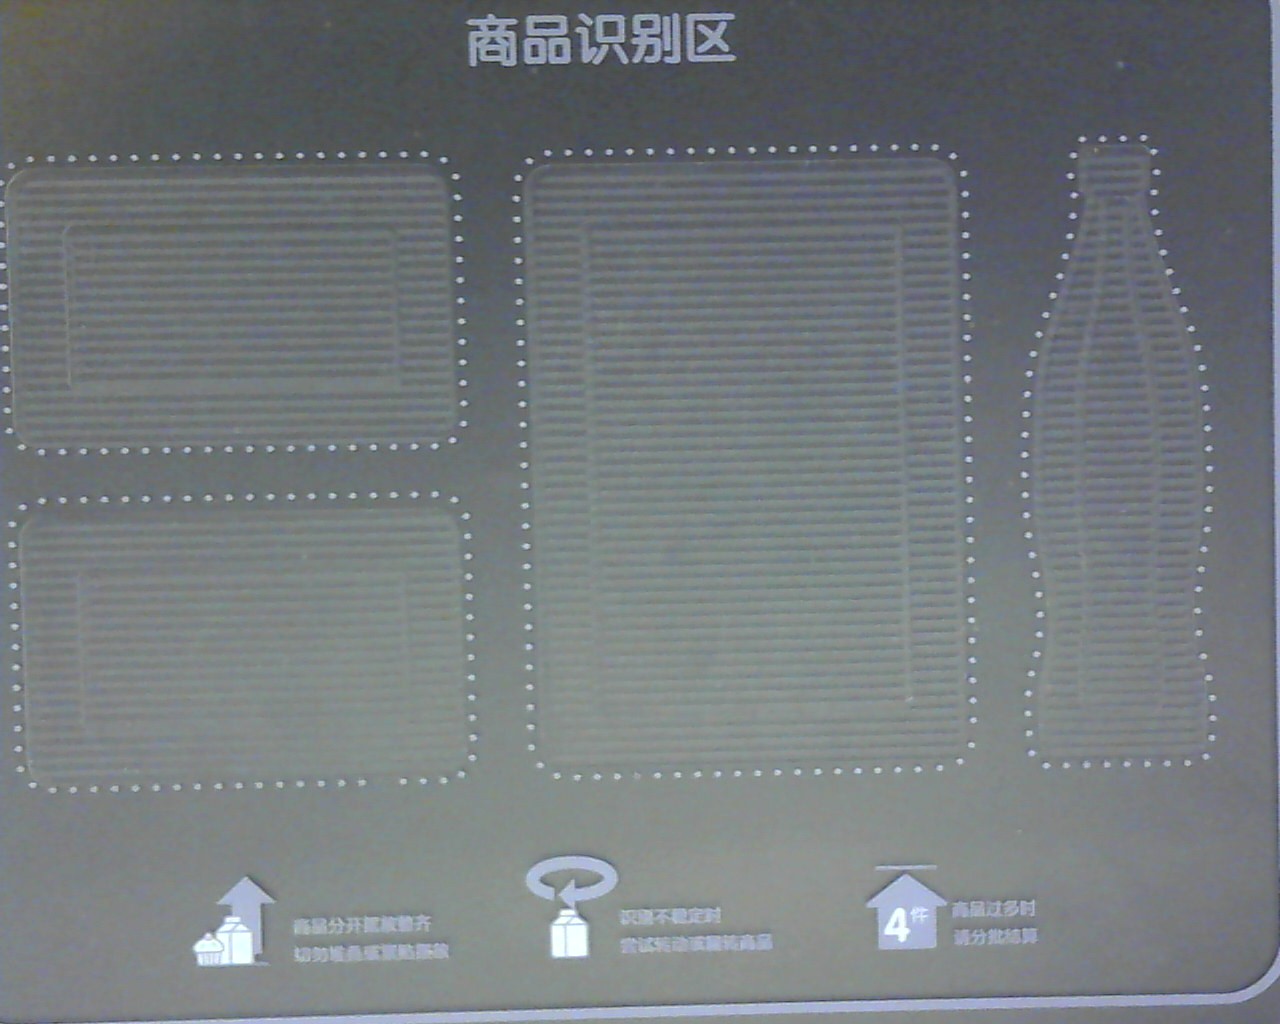 商品识别区
商品分开摆放整齐
切勿堆叠或紧贴摆放
识别不稳定时
尝试转动或翻转商品
4件
商品过多时
请分批结算